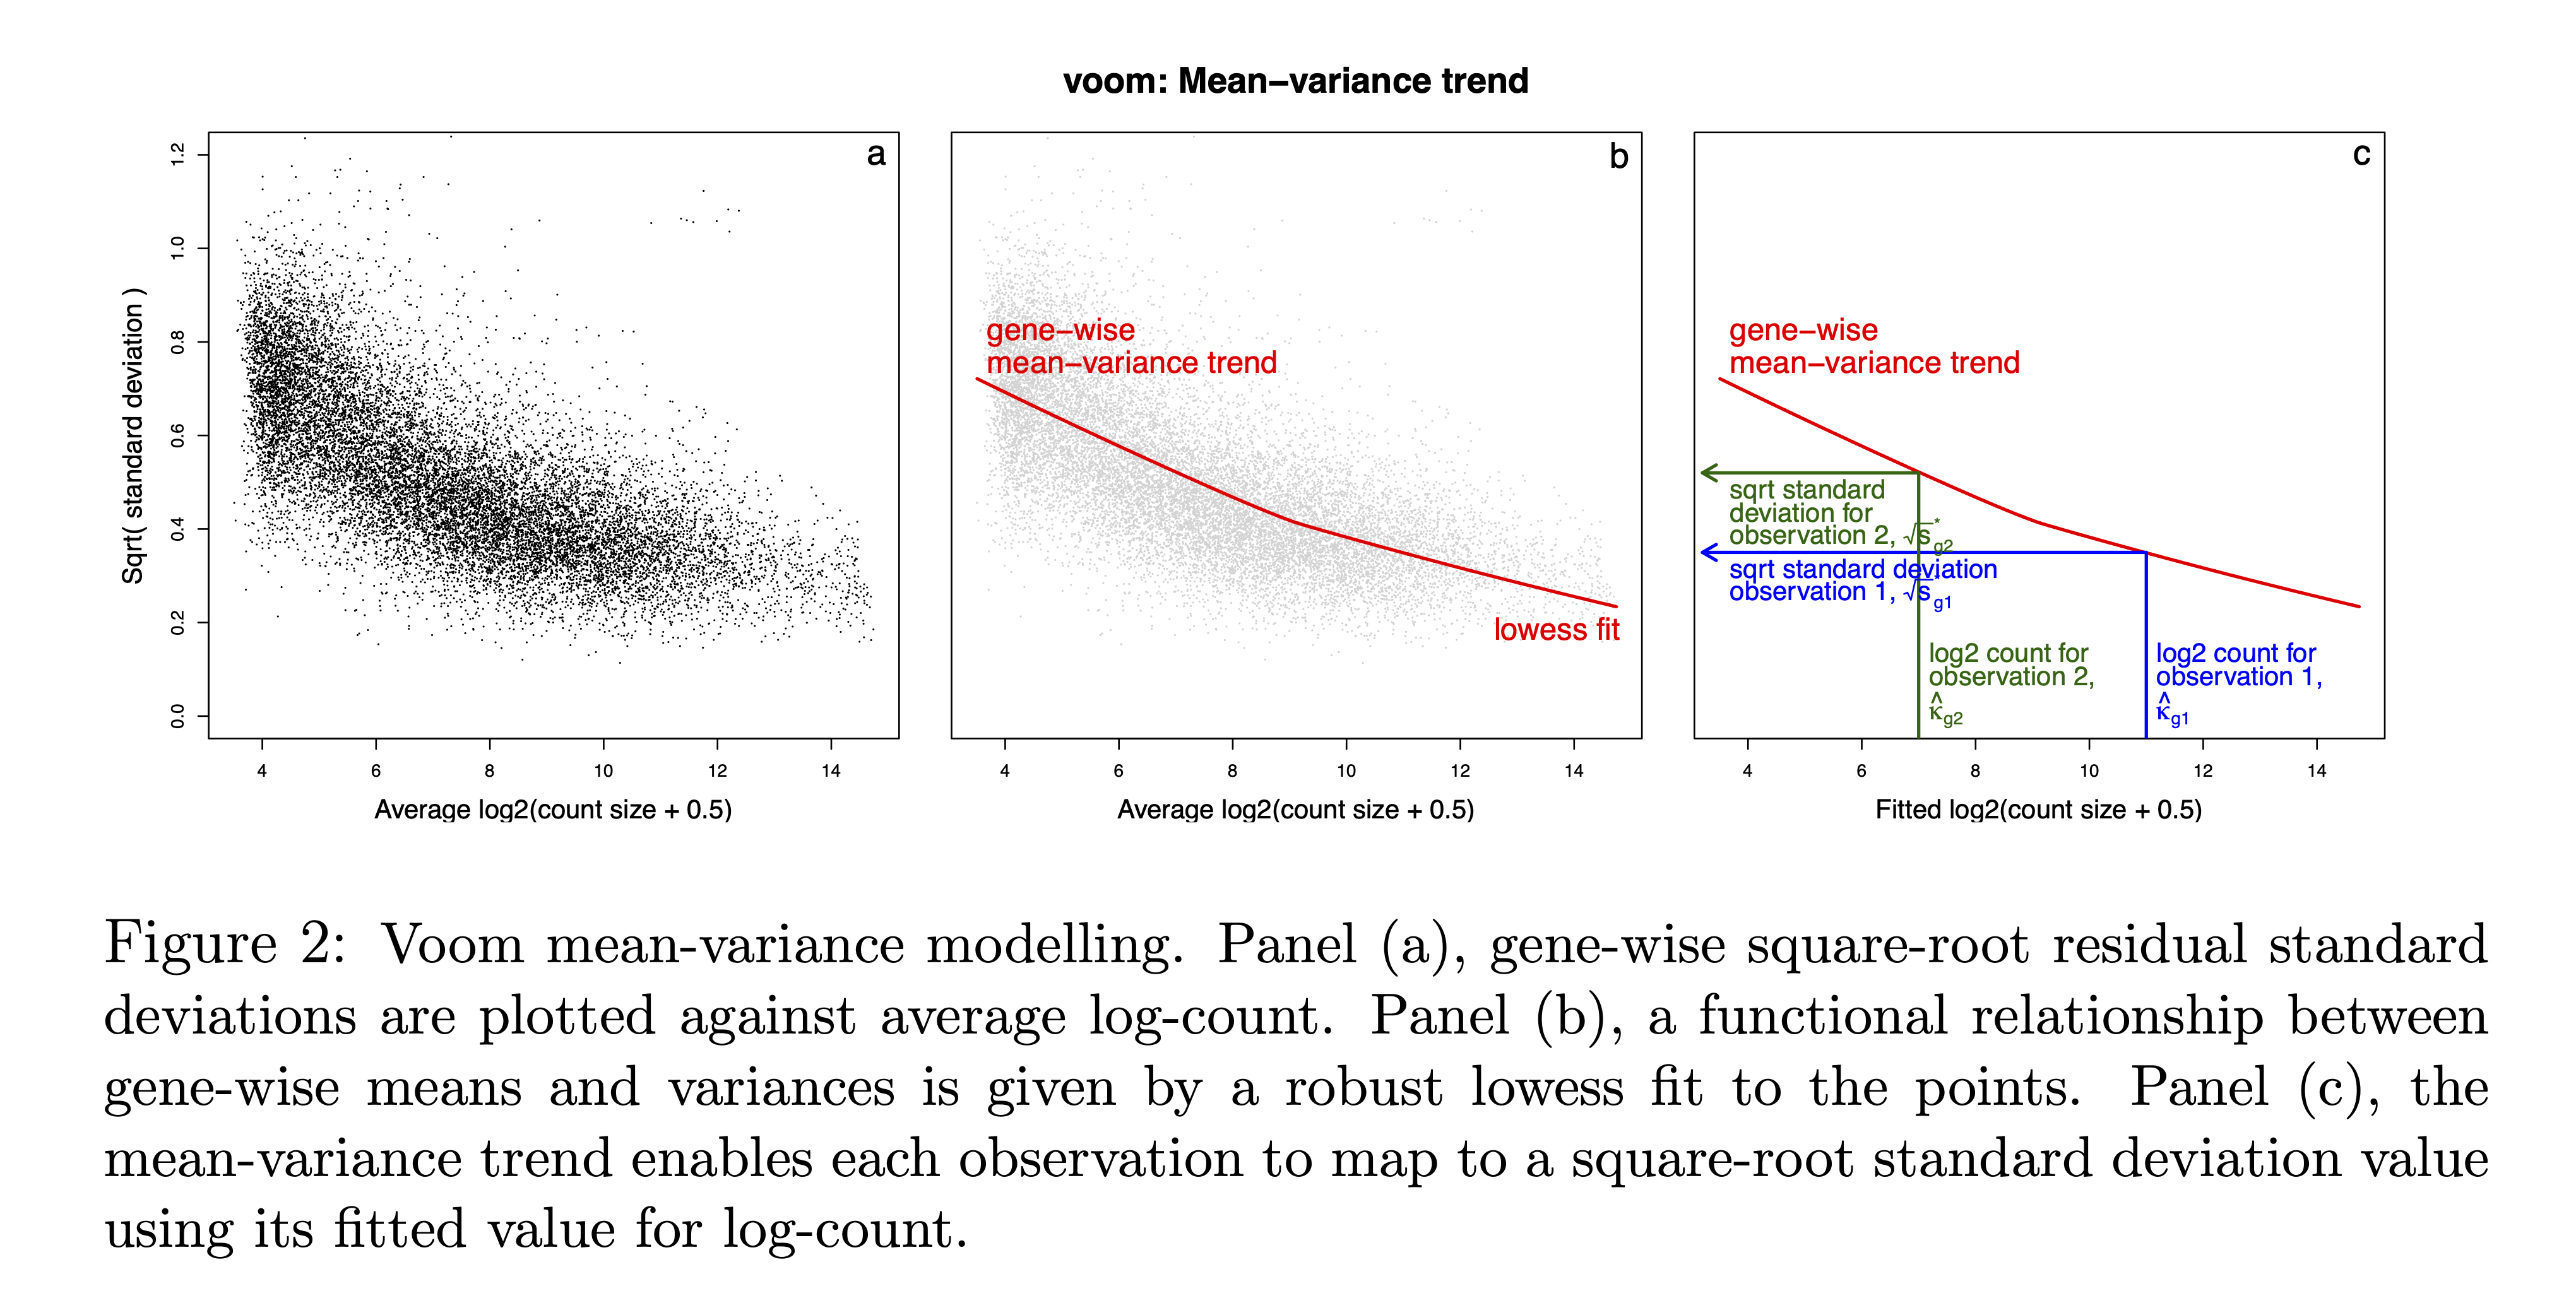 voom: Mean−variance trend
a
Sqrt( standard deviation )
0.0
0.2
0.4
0.6
0.8
1.0
1.2
4 6 8 10 12 14
Average log2(count size + 0.5)
b
gene−wise
mean−variance trend
lowess fit
4 6 8 10 12 14
Average log2(count size + 0.5)
c
gene−wise
mean−variance trend
sqrt standard
deviation for
observation 2, √s*g2
sqrt standard deviation
observation 1, √s*g1
log2 count for
observation 2,
κ̂g2
log2 count for
observation 1,
κ̂g1
4 6 8 10 12 14
Fitted log2(count size + 0.5)
Figure 2: Voom mean-variance modelling. Panel (a), gene-wise square-root residual standard
deviations are plotted against average log-count. Panel (b), a functional relationship between
gene-wise means and variances is given by a robust lowess fit to the points. Panel (c), the
mean-variance trend enables each observation to map to a square-root standard deviation value
using its fitted value for log-count.